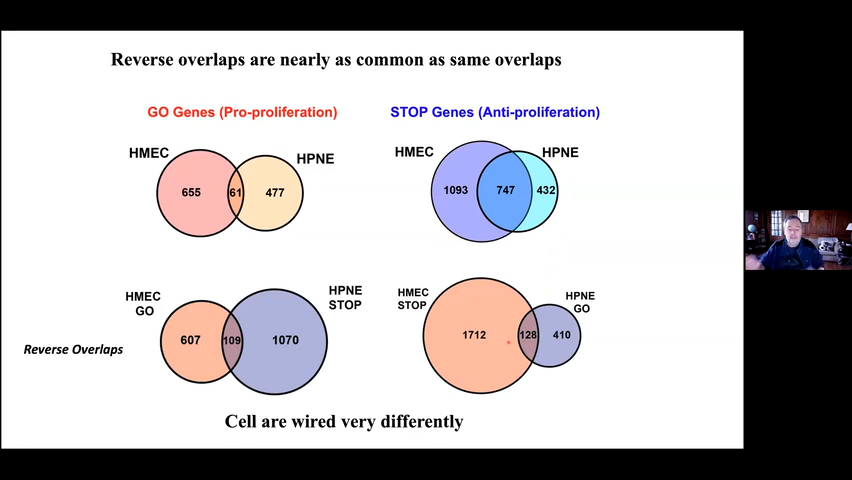 Reverse overlaps are nearly as common as same overlaps
GO Genes (Pro-proliferation)
STOP Genes (Anti-proliferation)
HMEC
HPNE
655
61
477
HMEC
HPNE
1093
747
432
HMEC
GO
HPNE
STOP
607
109
1070
HMEC
STOP
HPNE
GO
1712
128
410
Reverse Overlaps
Cell are wired very differently